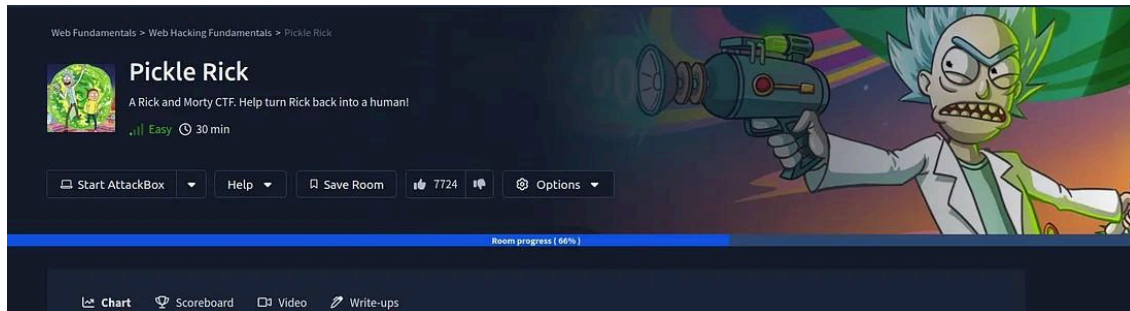 Web Fundamentals > Web Hacking Fundamentals > Pickle Rick
Pickle Rick
A Rick and Morty CTF. Help turn Rick back into a human!
Easy 30 min
Start AttackBox Help Save Room 7724 Options
Room progress ( 66% )
Chart Scoreboard Video Write-ups